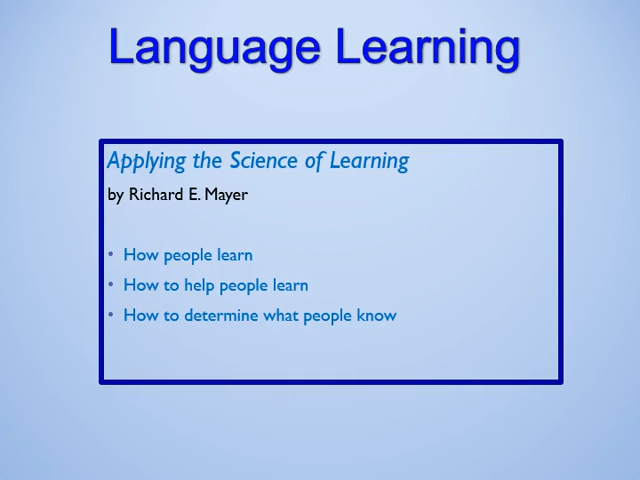 Language Learning
Applying the Science of Learning
by Richard E. Mayer
• How people learn
• How to help people learn
• How to determine what people know